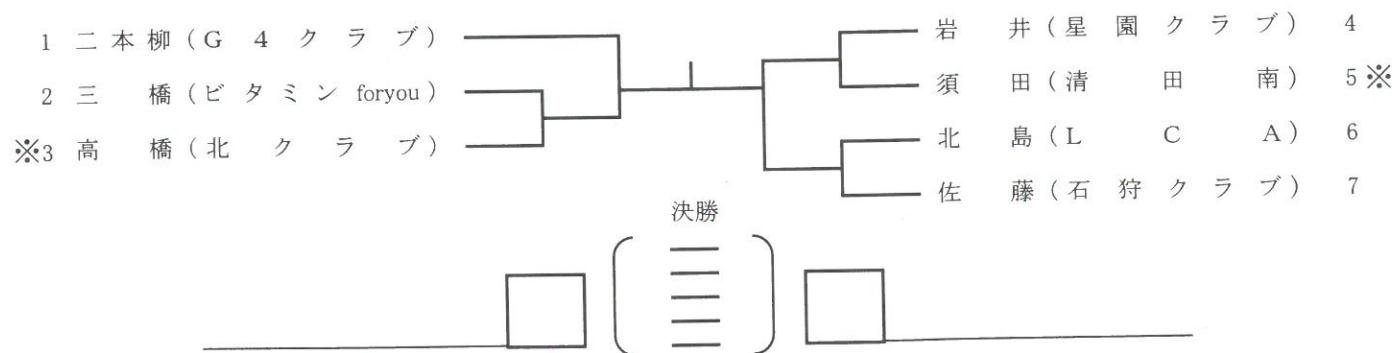 1 二本柳（G 4 クラブ）
2 三橋（ビタミン foryou）
※3 高橋（北クラブ）
岩井（星園クラブ） 4
須田（清田南） 5※
北島（L C A） 6
佐藤（石狩クラブ） 7
決勝